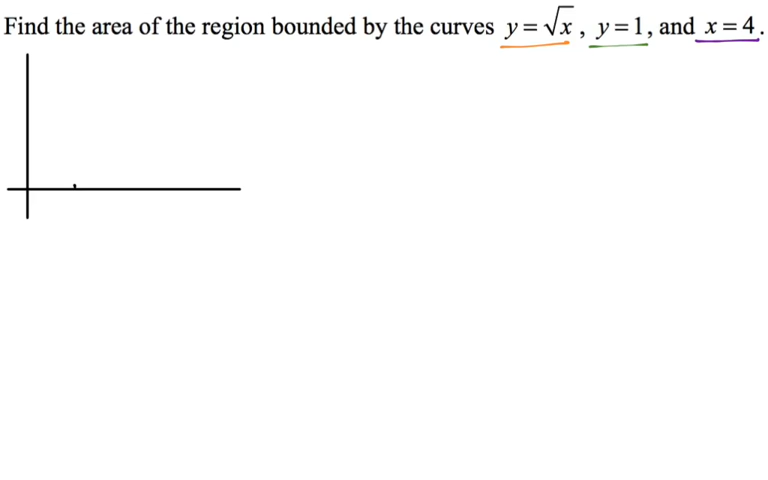 Find the area of the region bounded by the curves y = √x , y = 1, and x = 4.